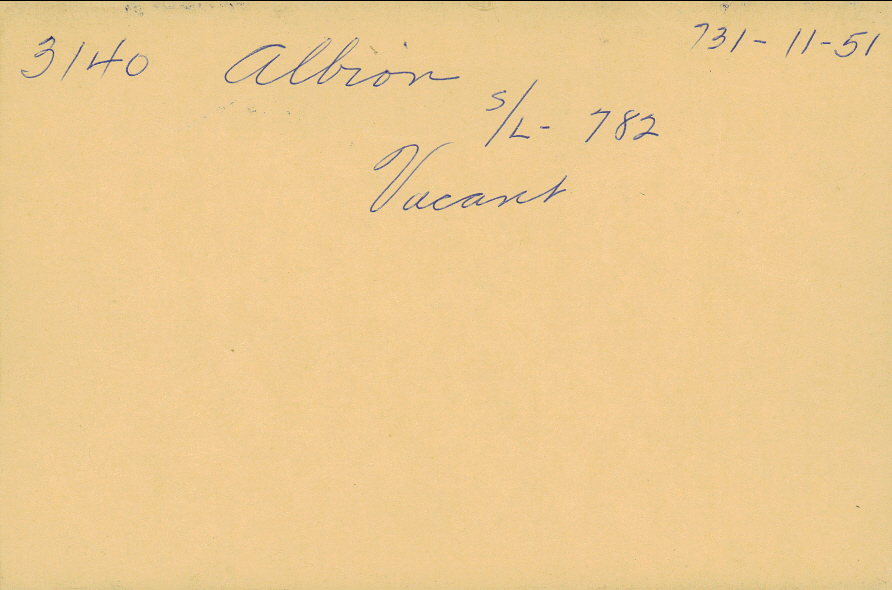 3140 Albion 731-11-51
S/L- 782
Vacant